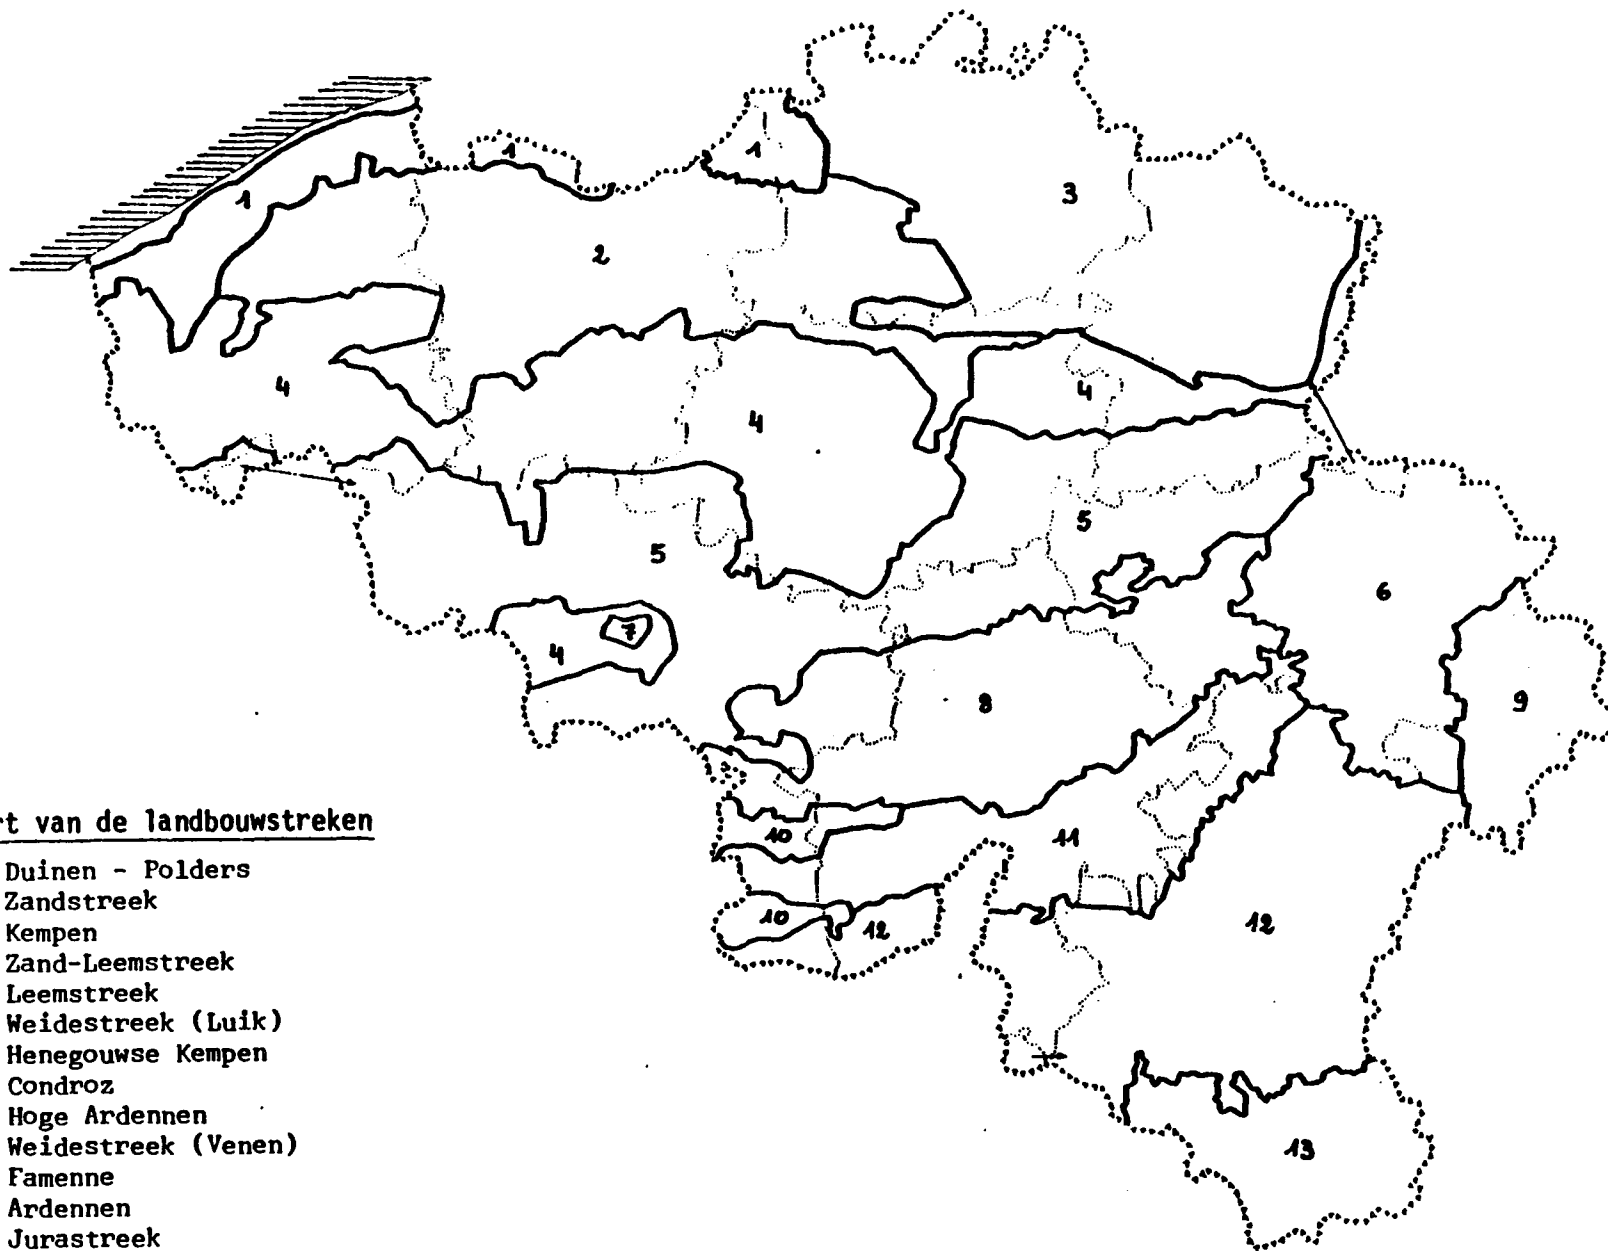 1
1
1
3
2
4
4
4
5
5
6
7
4
8
9
10
11
10
12
12
13
rt van de landbouwstreken
Duinen - Polders
Zandstreek
Kempen
Zand-Leemstreek
Leemstreek
Weidestreek (Luik)
Henegouwse Kempen
Condroz
Hoge Ardennen
Weidestreek (Venen)
Famenne
Ardennen
Jurastreek